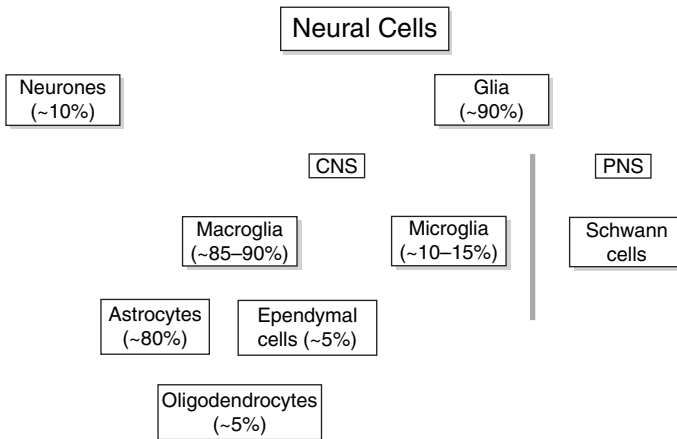 Neural Cells
Neurones
(~10%)
Glia
(~90%)
CNS
PNS
Macroglia
(~85–90%)
Microglia
(~10–15%)
Schwann
cells
Astrocytes
(~80%)
Ependymal
cells (~5%)
Oligodendrocytes
(~5%)